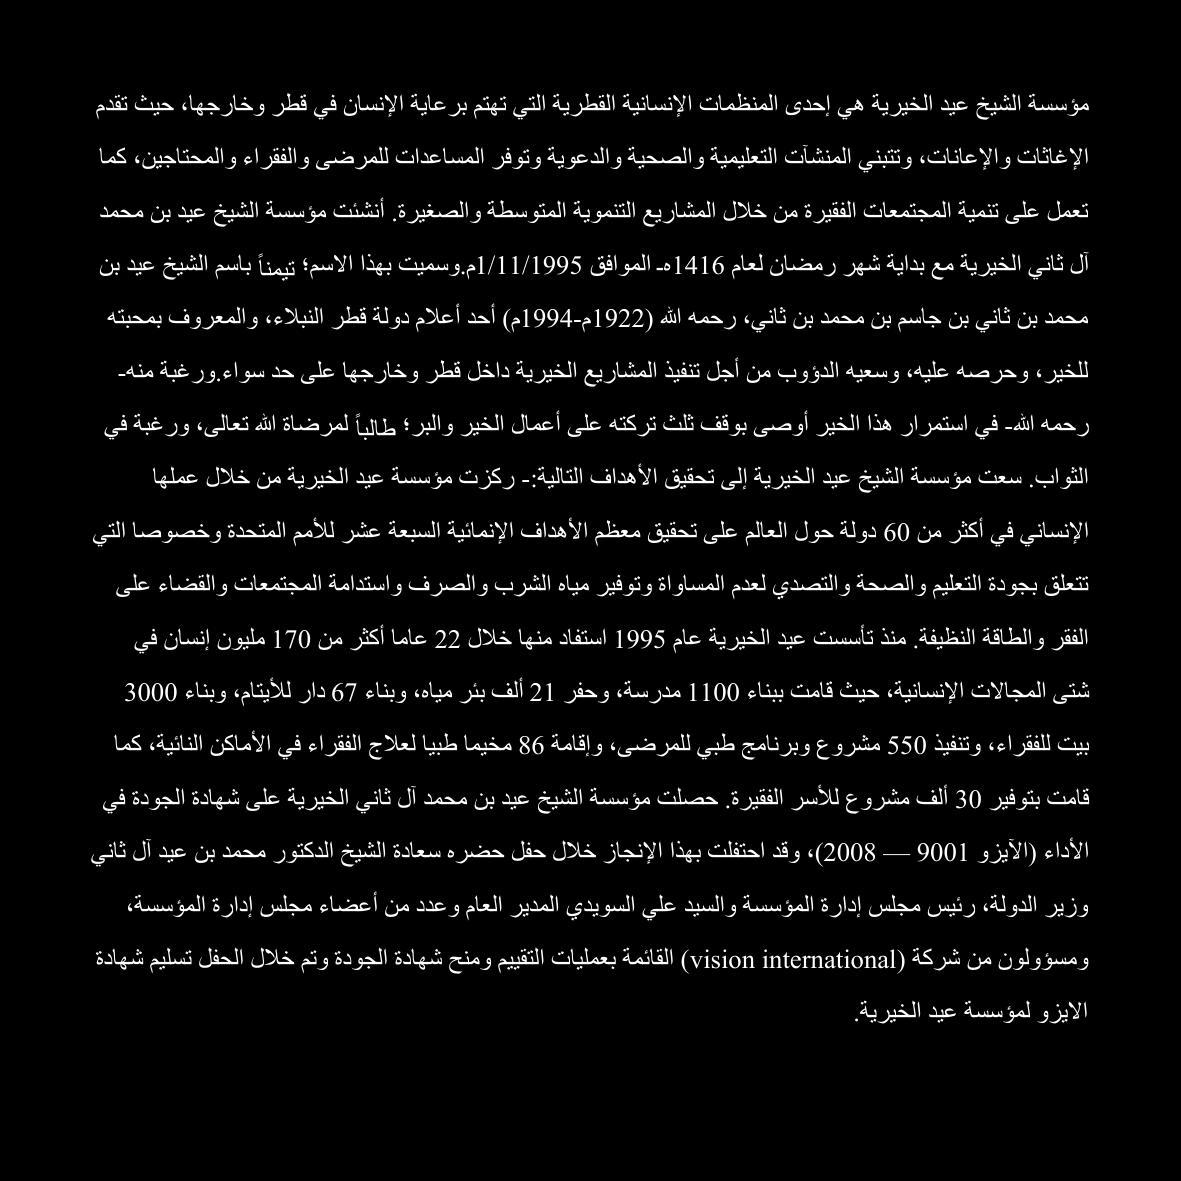 مؤسسة الشيخ عيد الخيرية هي إحدى المنظمات الإنسانية القطرية التي تهتم برعاية الإنسان في قطر وخارجها، حيث تقدم
الإغاثات والإعانات، وتتبني المنشآت التعليمية والصحية والدعوية وتوفر المساعدات للمرضى والفقراء والمحتاجين، كما
تعمل على تنمية المجتمعات الفقيرة من خلال المشاريع التنموية المتوسطة والصغيرة. أنشئت مؤسسة الشيخ عيد بن محمد
آل ثاني الخيرية مع بداية شهر رمضان لعام 1416هـ الموافق 1/11/1995م.وسميت بهذا الاسم؛ تيمناً باسم الشيخ عيد بن
محمد بن ثاني بن جاسم بن محمد بن ثاني، رحمه الله (1922م-1994م) أحد أعلام دولة قطر النبلاء، والمعروف بمحبته
للخير، وحرصه عليه، وسعيه الدؤوب من أجل تنفيذ المشاريع الخيرية داخل قطر وخارجها على حد سواء.ورغبة منه-
رحمه الله- في استمرار هذا الخير أوصى بوقف ثلث تركته على أعمال الخير والبر؛ طالباً لمرضاة الله تعالى، ورغبة في
الثواب. سعت مؤسسة الشيخ عيد الخيرية إلى تحقيق الأهداف التالية:- ركزت مؤسسة عيد الخيرية من خلال عملها
الإنساني في أكثر من 60 دولة حول العالم على تحقيق معظم الأهداف الإنمائية السبعة عشر للأمم المتحدة وخصوصا التي
تتعلق بجودة التعليم والصحة والتصدي لعدم المساواة وتوفير مياه الشرب والصرف واستدامة المجتمعات والقضاء على
الفقر والطاقة النظيفة. منذ تأسست عيد الخيرية عام 1995 استفاد منها خلال 22 عاما أكثر من 170 مليون إنسان في
شتى المجالات الإنسانية، حيث قامت ببناء 1100 مدرسة، وحفر 21 ألف بئر مياه، وبناء 67 دار للأيتام، وبناء 3000
بيت للفقراء، وتنفيذ 550 مشروع وبرنامج طبي للمرضى، وإقامة 86 مخيما طبيا لعلاج الفقراء في الأماكن النائية، كما
قامت بتوفير 30 ألف مشروع للأسر الفقيرة. حصلت مؤسسة الشيخ عيد بن محمد آل ثاني الخيرية على شهادة الجودة في
الأداء (الآيزو 9001 — 2008)، وقد احتفلت بهذا الإنجاز خلال حفل حضره سعادة الشيخ الدكتور محمد بن عيد آل ثاني
وزير الدولة، رئيس مجلس إدارة المؤسسة والسيد علي السويدي المدير العام وعدد من أعضاء مجلس إدارة المؤسسة،
ومسؤولون من شركة (vision international) القائمة بعمليات التقييم ومنح شهادة الجودة وتم خلال الحفل تسليم شهادة
الايزو لمؤسسة عيد الخيرية.